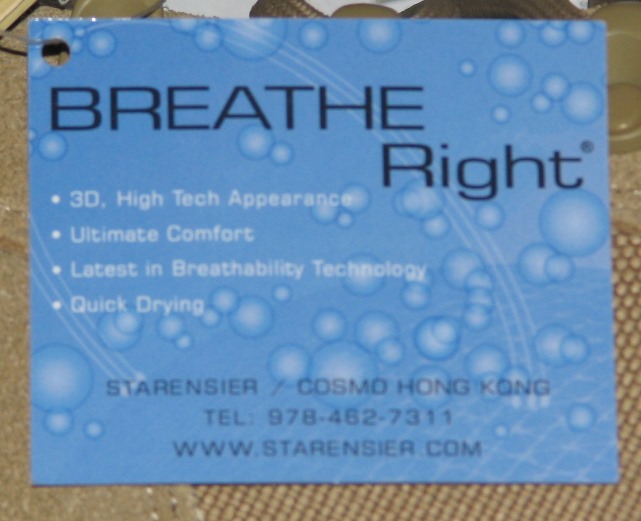 BREATHE
Right®
• 3D, High Tech Appearance
• Ultimate Comfort
• Latest in Breathability Technology
• Quick Drying
STARENSIER / COSMO HONG KONG
TEL: 978-462-7311
WWW.STARENSIER.COM